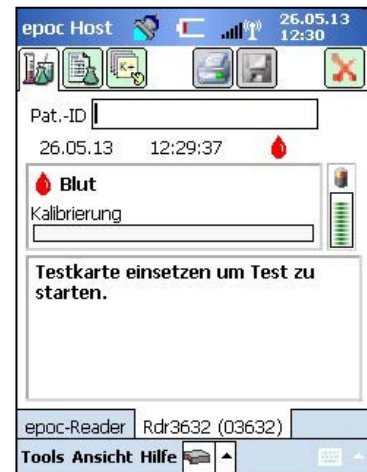 epoc Host 26.05.13
12:30
K+
Pat.-ID
26.05.13 12:29:37
Blut
Kalibrierung
Testkarte einsetzen um Test zu
starten.
epoc-Reader Rdr3632 (03632)
Tools Ansicht Hilfe